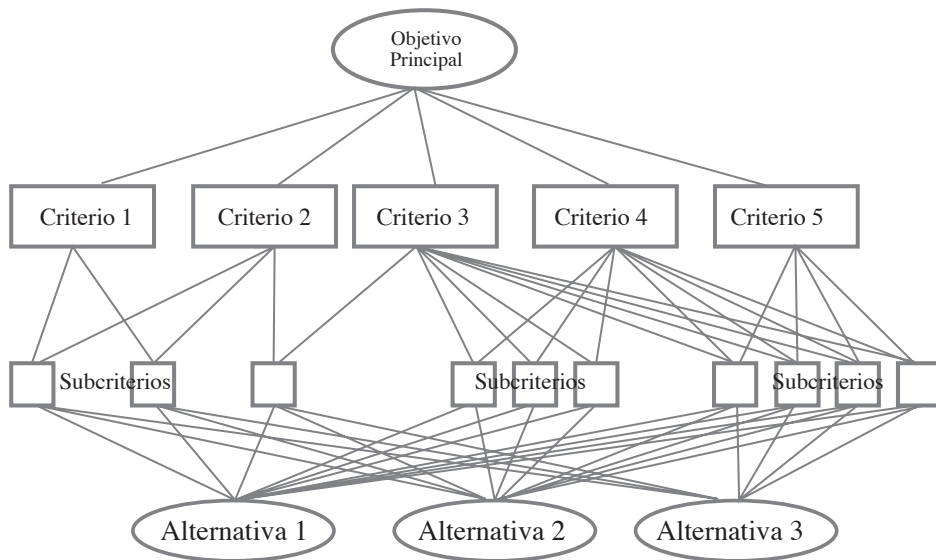 Objetivo
Principal
Criterio 1
Criterio 2
Criterio 3
Criterio 4
Criterio 5
Subcriterios
Subcriterios
Subcriterios
Alternativa 1
Alternativa 2
Alternativa 3